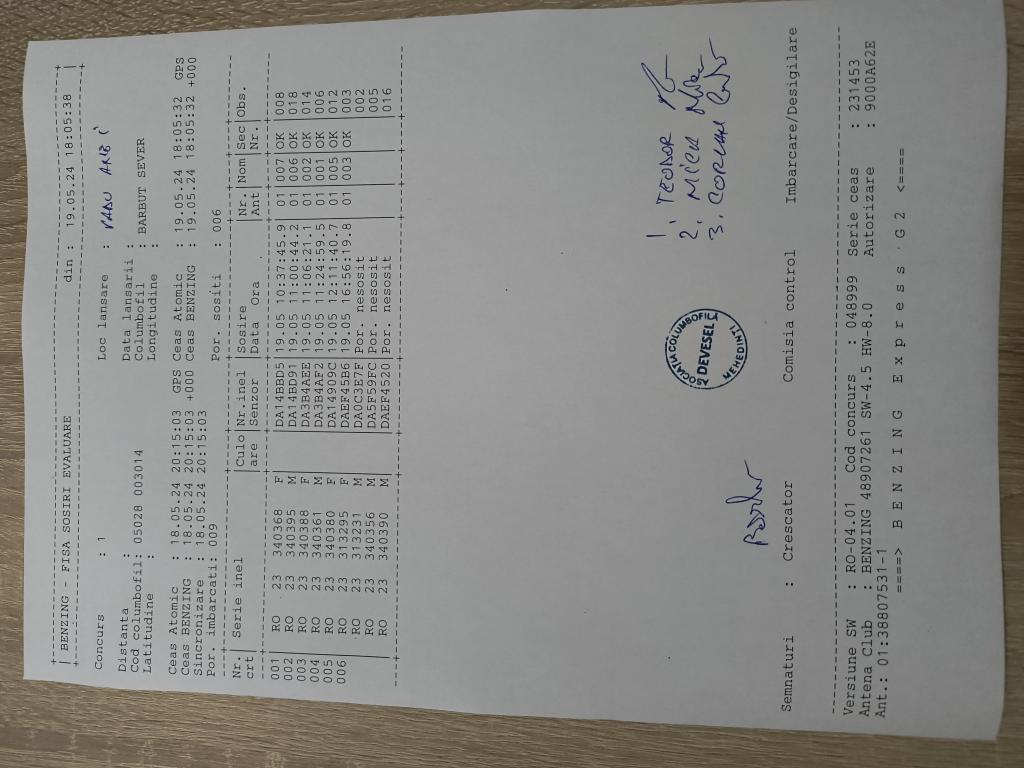 +-----------------------------------------------------------------------------+
| BENZING - FISA SOSIRI EVALUARE din : 19.05.24 18:05:38 |
+-----------------------------------------------------------------------------+
Concurs : 1 Loc lansare : VADU
Distanta : Data lansarii :
Cod columbofil: 05028 003014 Columbofil : BARBUT SEVER
Latitudine : Longitudine :
Ceas Atomic : 18.05.24 20:15:03 GPS Ceas Atomic : 19.05.24 18:05:32 GPS
Ceas BENZING : 18.05.24 20:15:03 +000 Ceas BENZING : 19.05.24 18:05:32 +000
Sincronizare : 18.05.24 20:15:03
Por. imbarcati: 009 Por. sositi : 006
Nr.| Serie inel |Culo|Nr.inel |Sosire |Nr. |Nom|Sec|Obs.
crt| |are |Senzor |Data Ora |Ant| |Nr.|
001 | RO 23 340368 F | |DA14BBD5|19.05 10:37:45.9| 01 |007|OK |008
002 | RO 23 340395 M | |DA14BD91|19.05 11:00:44.2| 01 |006|OK |018
003 | RO 23 340388 F | |DA3B4AEE|19.05 11:06:21.1| 01 |002|OK |014
004 | RO 23 340361 M | |DA3B4AF2|19.05 11:24:59.5| 01 |001|OK |006
005 | RO 23 340380 F | |DA14309C|19.05 12:11:40.7| 01 |005|OK |012
006 | RO 23 313295 F | |DAEF45B6|19.05 16:56:19.8| 01 |003|OK |003
| RO 23 313231 M | |DA0C3E7F|Por. nesosit | | | |002
| RO 23 340356 M | |DA5F59FC|Por. nesosit | | | |005
| RO 23 340390 M | |DAEF4520|Por. nesosit | | | |016
1 TEODOR
2. MICU
3.
ASOCIATIA COLUMBOFILA
DEVESEL
MEHEDINTI
Semnaturi : Crescator Comisia control Imbarcare/Desigilare
Versiune SW : RO-04.01 Cod concurs : 048999 Serie ceas : 231453
Antena Club : BENZING 48907261 SW-4.5 HW-8.0 Autorizare : 9000A62E
Ant.: 01:38807531-1
====> B E N Z I N G E x p r e s s G 2 <====